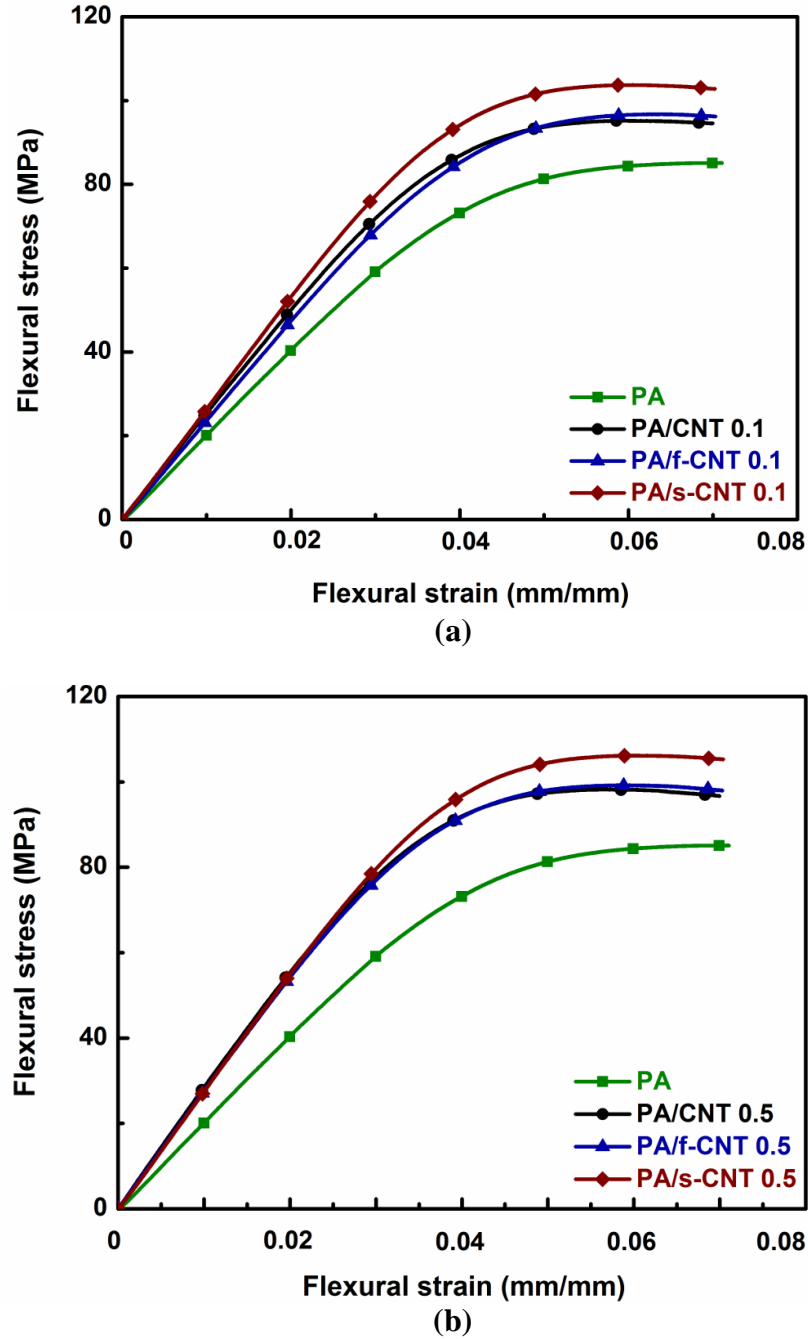 120
80
40
0
Flexural stress (MPa)
PA
PA/CNT 0.1
PA/f-CNT 0.1
PA/s-CNT 0.1
0 0.02 0.04 0.06 0.08
Flexural strain (mm/mm)
(a)
120
80
40
0
Flexural stress (MPa)
PA
PA/CNT 0.5
PA/f-CNT 0.5
PA/s-CNT 0.5
0 0.02 0.04 0.06 0.08
Flexural strain (mm/mm)
(b)